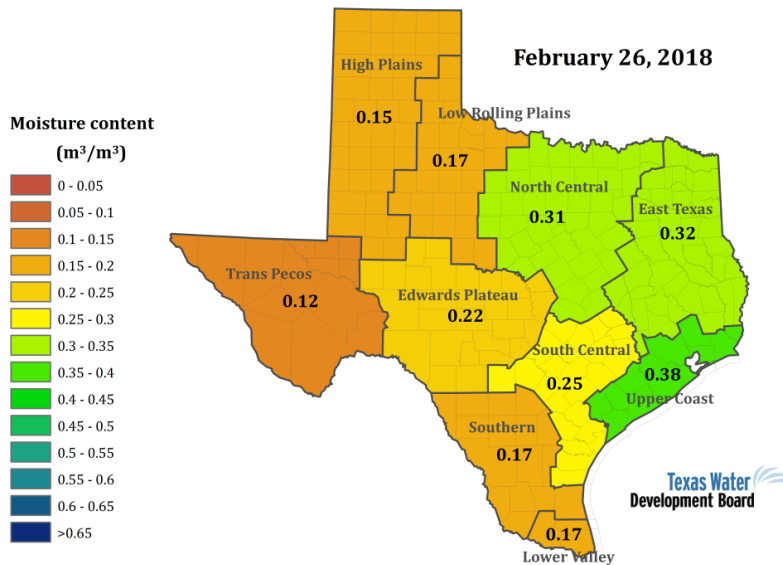 February 26, 2018
High Plains
0.15
Low Rolling Plains
0.17
Moisture content
(m³/m³)
0 - 0.05
0.05 - 0.1
0.1 - 0.15
0.15 - 0.2
0.2 - 0.25
0.25 - 0.3
0.3 - 0.35
0.35 - 0.4
0.4 - 0.45
0.45 - 0.5
0.5 - 0.55
0.55 - 0.6
0.6 - 0.65
>0.65
North Central
0.31
East Texas
0.32
Trans Pecos
0.12
Edwards Plateau
0.22
South Central
0.25
0.38
Upper Coast
Southern
0.17
0.17
Lower Valley
Texas Water
Development Board